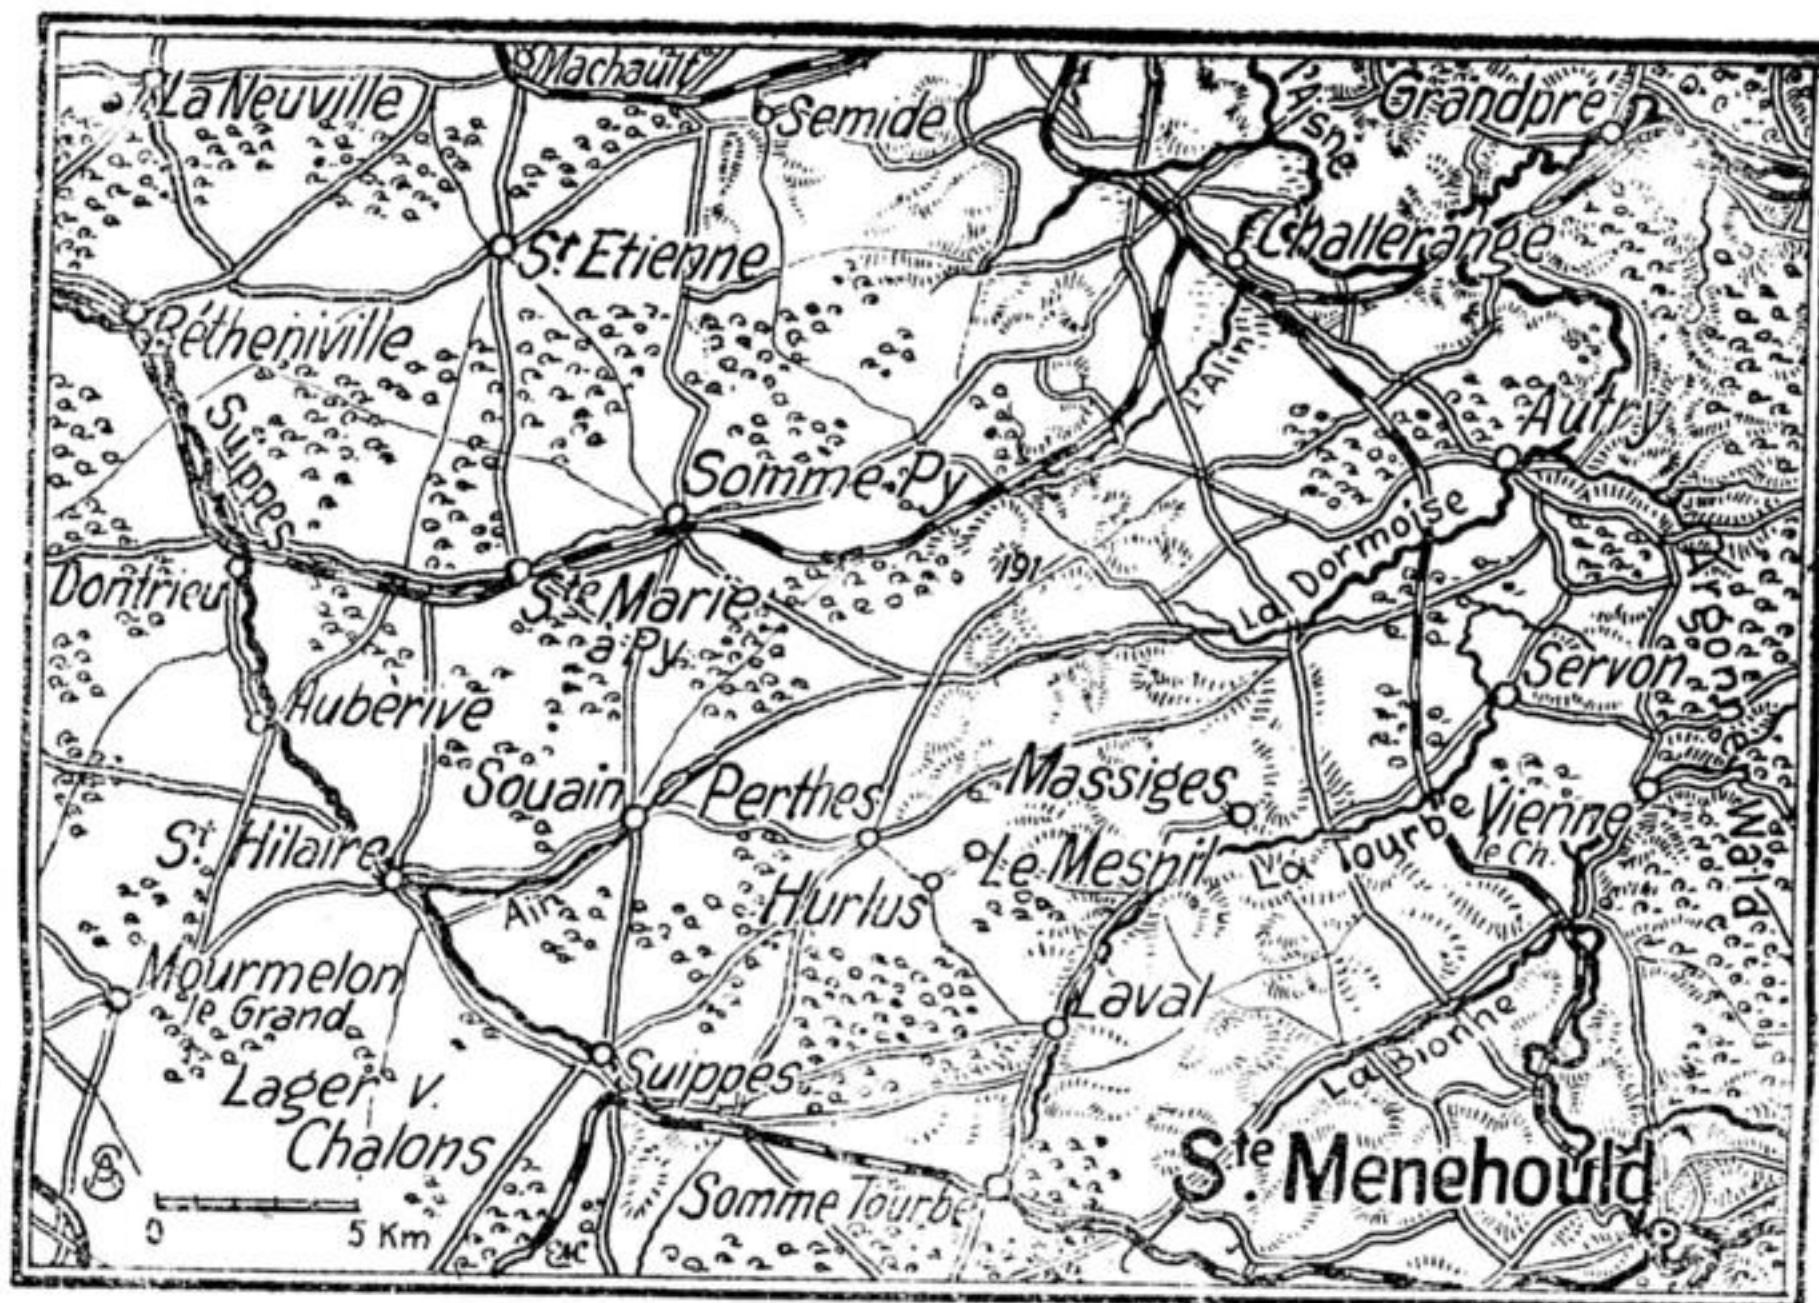 Machault
La Neuville
Semide
l'Aisne
Grandpré
St. Etienne
Challerange
Bétheniville
l'Alin
Suippes
Autry
Somme-Py
La Dormoise
191
Dontrieu
Ste Marie
à Py
Argonner Wald
Servon
Auberive
Souain
Perthes
Massiges
Vienne
le Ch.
La Tourbe
St. Hilaire
Le Mesnil
Hurlus
Ain
Mourmelon
le Grand
Laval
La Bionne
Lager v.
Chalons
Suippes
Ste. Menehould
Somme Tourbe
0 5 Km